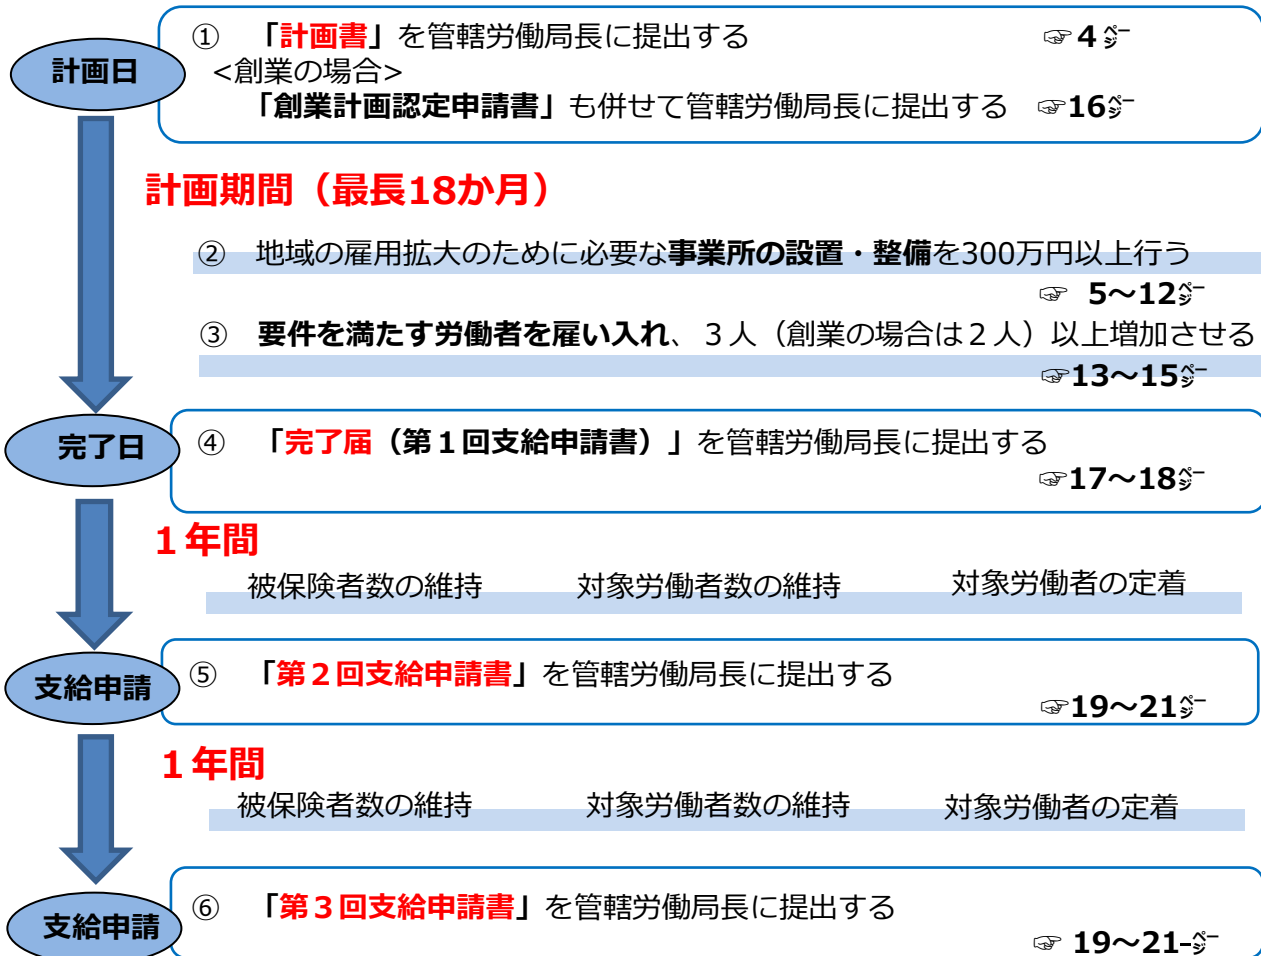 計画日
① 「計画書」を管轄労働局長に提出する ☞4㌻
<創業の場合>
「創業計画認定申請書」も併せて管轄労働局長に提出する ☞16㌻
計画期間（最長18か月）
② 地域の雇用拡大のために必要な事業所の設置・整備を300万円以上行う
☞ 5～12㌻
③ 要件を満たす労働者を雇い入れ、３人（創業の場合は２人）以上増加させる
☞13～15㌻
完了日
④ 「完了届（第１回支給申請書）」を管轄労働局長に提出する
☞17～18㌻
１年間
被保険者数の維持 対象労働者数の維持 対象労働者の定着
支給申請
⑤ 「第２回支給申請書」を管轄労働局長に提出する
☞19～21㌻
１年間
被保険者数の維持 対象労働者数の維持 対象労働者の定着
支給申請
⑥ 「第３回支給申請書」を管轄労働局長に提出する
☞ 19～21-㌻